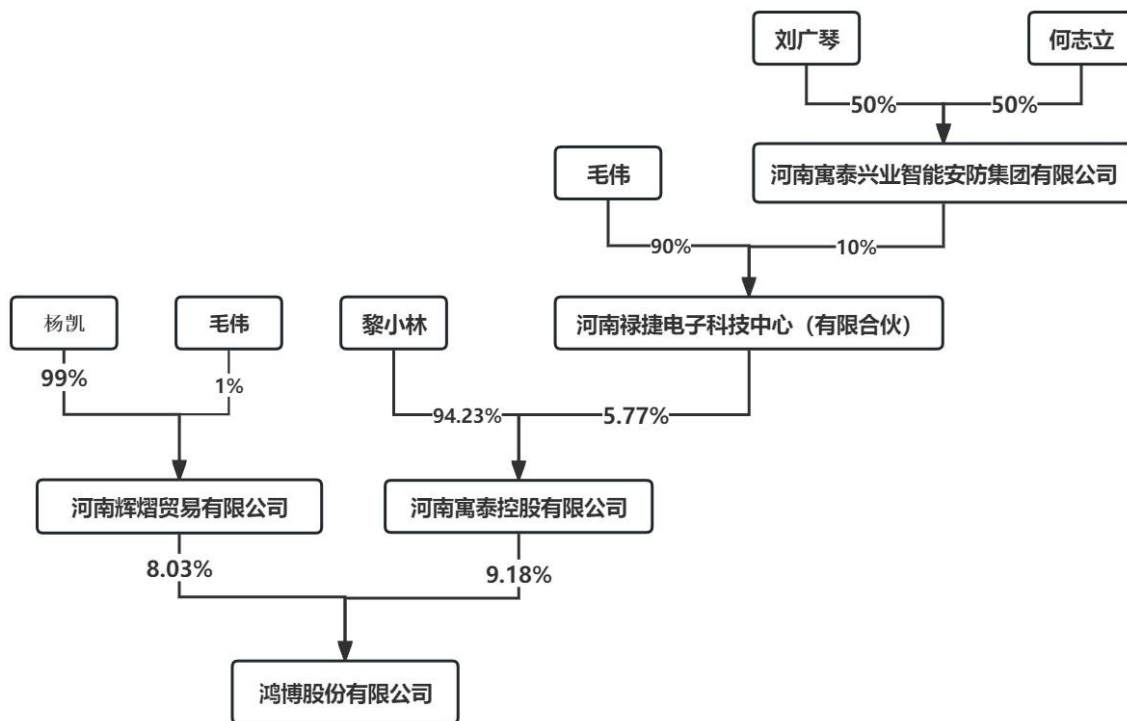 刘广琴
何志立
50%
50%
毛伟
河南寓泰兴业智能安防集团有限公司
90%
10%
杨凯
毛伟
黎小林
河南禄捷电子科技中心（有限合伙）
99%
1%
94.23%
5.77%
河南辉熠贸易有限公司
河南寓泰控股有限公司
8.03%
9.18%
鸿博股份有限公司